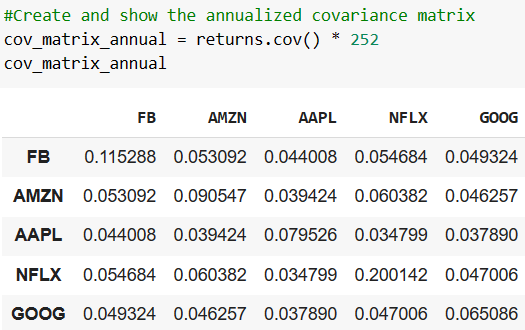 #Create and show the annualized covariance matrix
cov_matrix_annual = returns.cov() * 252
cov_matrix_annual
FB AMZN AAPL NFLX GOOG
FB 0.115288 0.053092 0.044008 0.054684 0.049324
AMZN 0.053092 0.090547 0.039424 0.060382 0.046257
AAPL 0.044008 0.039424 0.079526 0.034799 0.037890
NFLX 0.054684 0.060382 0.034799 0.200142 0.047006
GOOG 0.049324 0.046257 0.037890 0.047006 0.065086